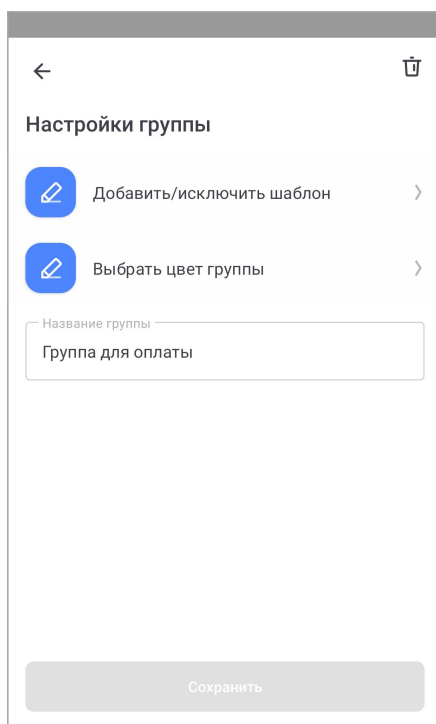 Настройки группы
Добавить/исключить шаблон
Выбрать цвет группы
Название группы
Группа для оплаты
Сохранить